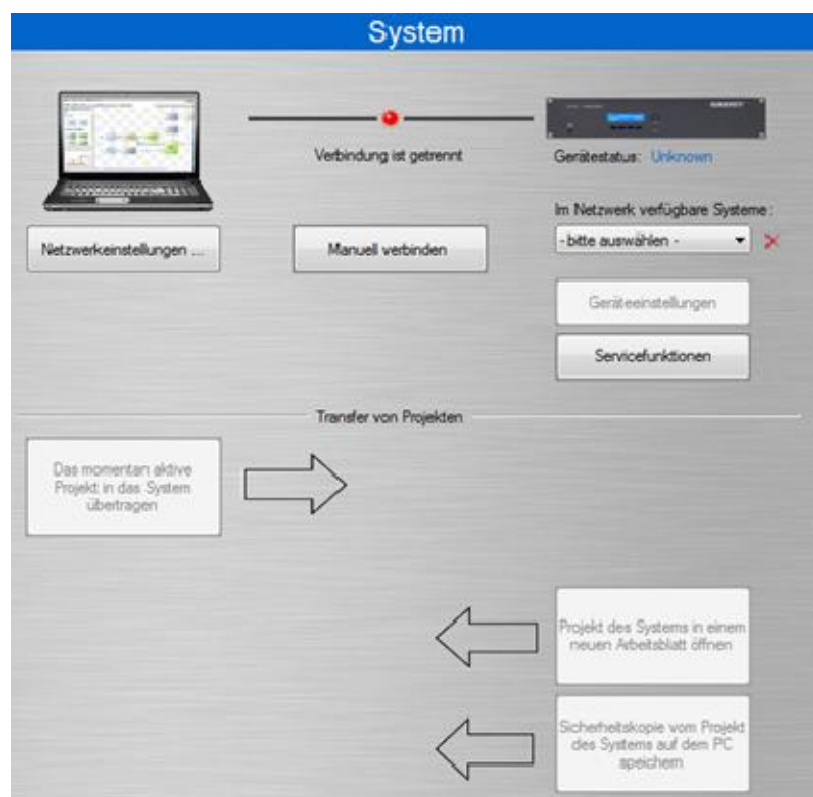 System
Verbindung ist getrennt
Gerätestatus: Unknown
Im Netzwerk verfügbare Systeme:
Netzwerkeinstellungen ...
Manuell verbinden
- bitte auswählen -
Geräteeinstellungen
Servicefunktionen
Transfer von Projekten
Das momentan aktive
Projekt in das System
übertragen
Projekt des Systems in einem
neuen Arbeitsblatt öffnen
Sicherheitskopie vom Projekt
des Systems auf dem PC
speichern